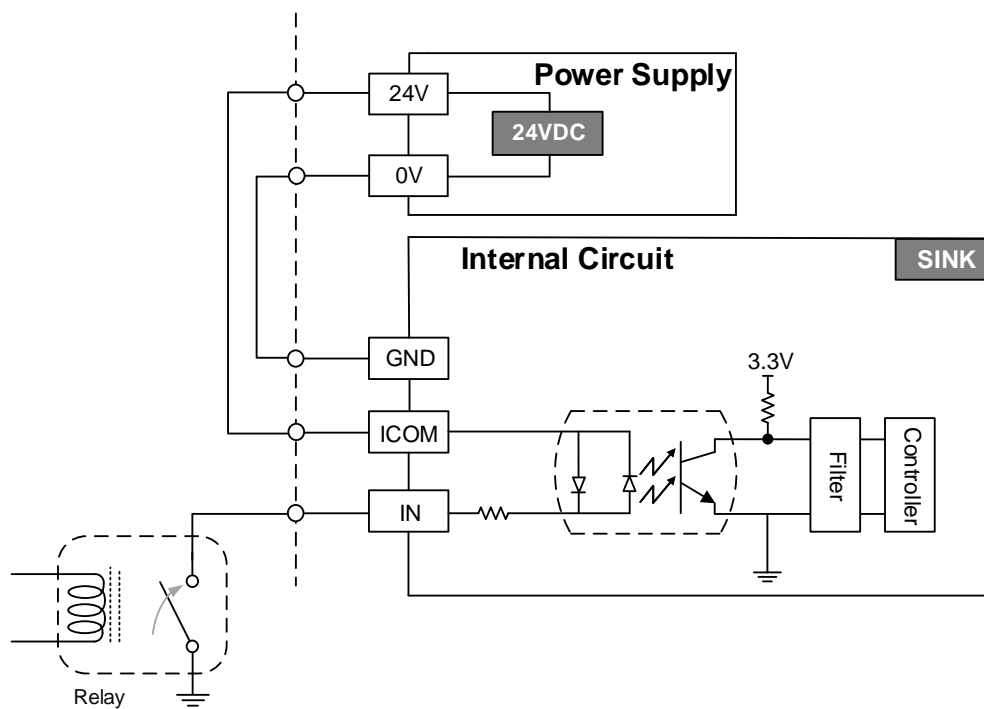 Power Supply
24V
24VDC
0V
Internal Circuit
SINK
GND
3.3V
ICOM
Filter
Controller
IN
Relay